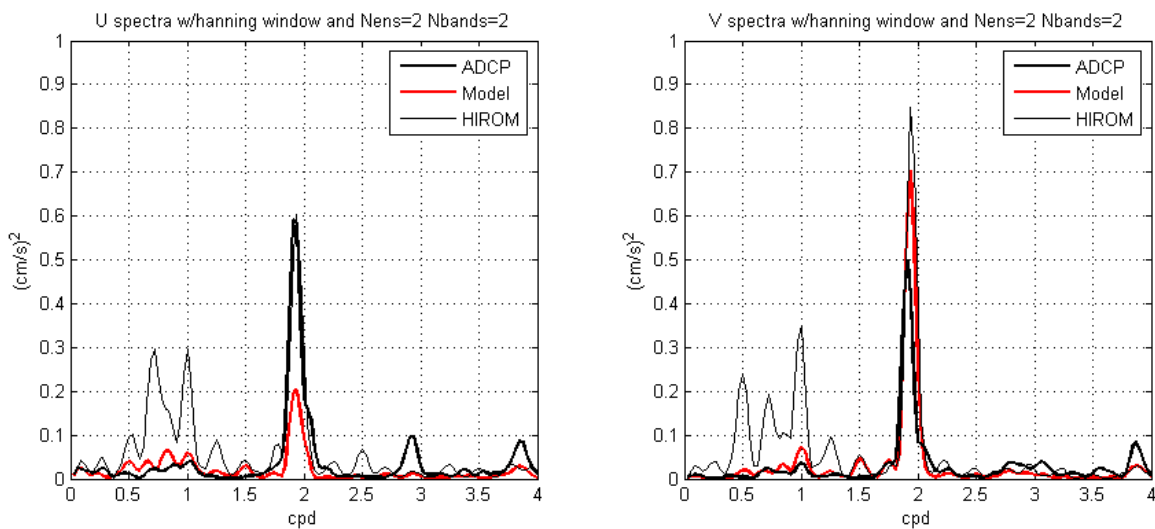 U spectra w/hanning window and Nens=2 Nbands=2
1
0.9
0.8
0.7
0.6
0.5
0.4
0.3
0.2
0.1
0
(cm/s)2
ADCP
Model
HIROM
0 0.5 1 1.5 2 2.5 3 3.5 4
cpd
V spectra w/hanning window and Nens=2 Nbands=2
1
0.9
0.8
0.7
0.6
0.5
0.4
0.3
0.2
0.1
0
(cm/s)2
ADCP
Model
HIROM
0 0.5 1 1.5 2 2.5 3 3.5 4
cpd